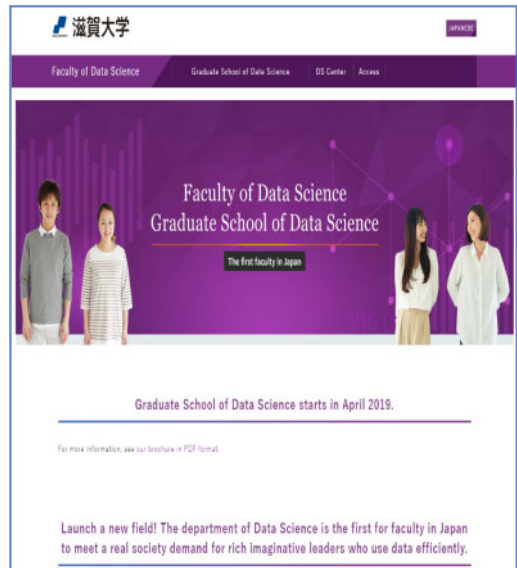 滋賀大学
JAPANESE
Faculty of Data Science
Graduate School of Data Science
DS Center
Access
Faculty of Data Science
Graduate School of Data Science
The first faculty in Japan
BIG
Graduate School of Data Science starts in April 2019.
For more information, see our brochure in PDF format.
Launch a new field! The department of Data Science is the first for faculty in Japan
to meet a real society demand for rich imaginative leaders who use data efficiently.